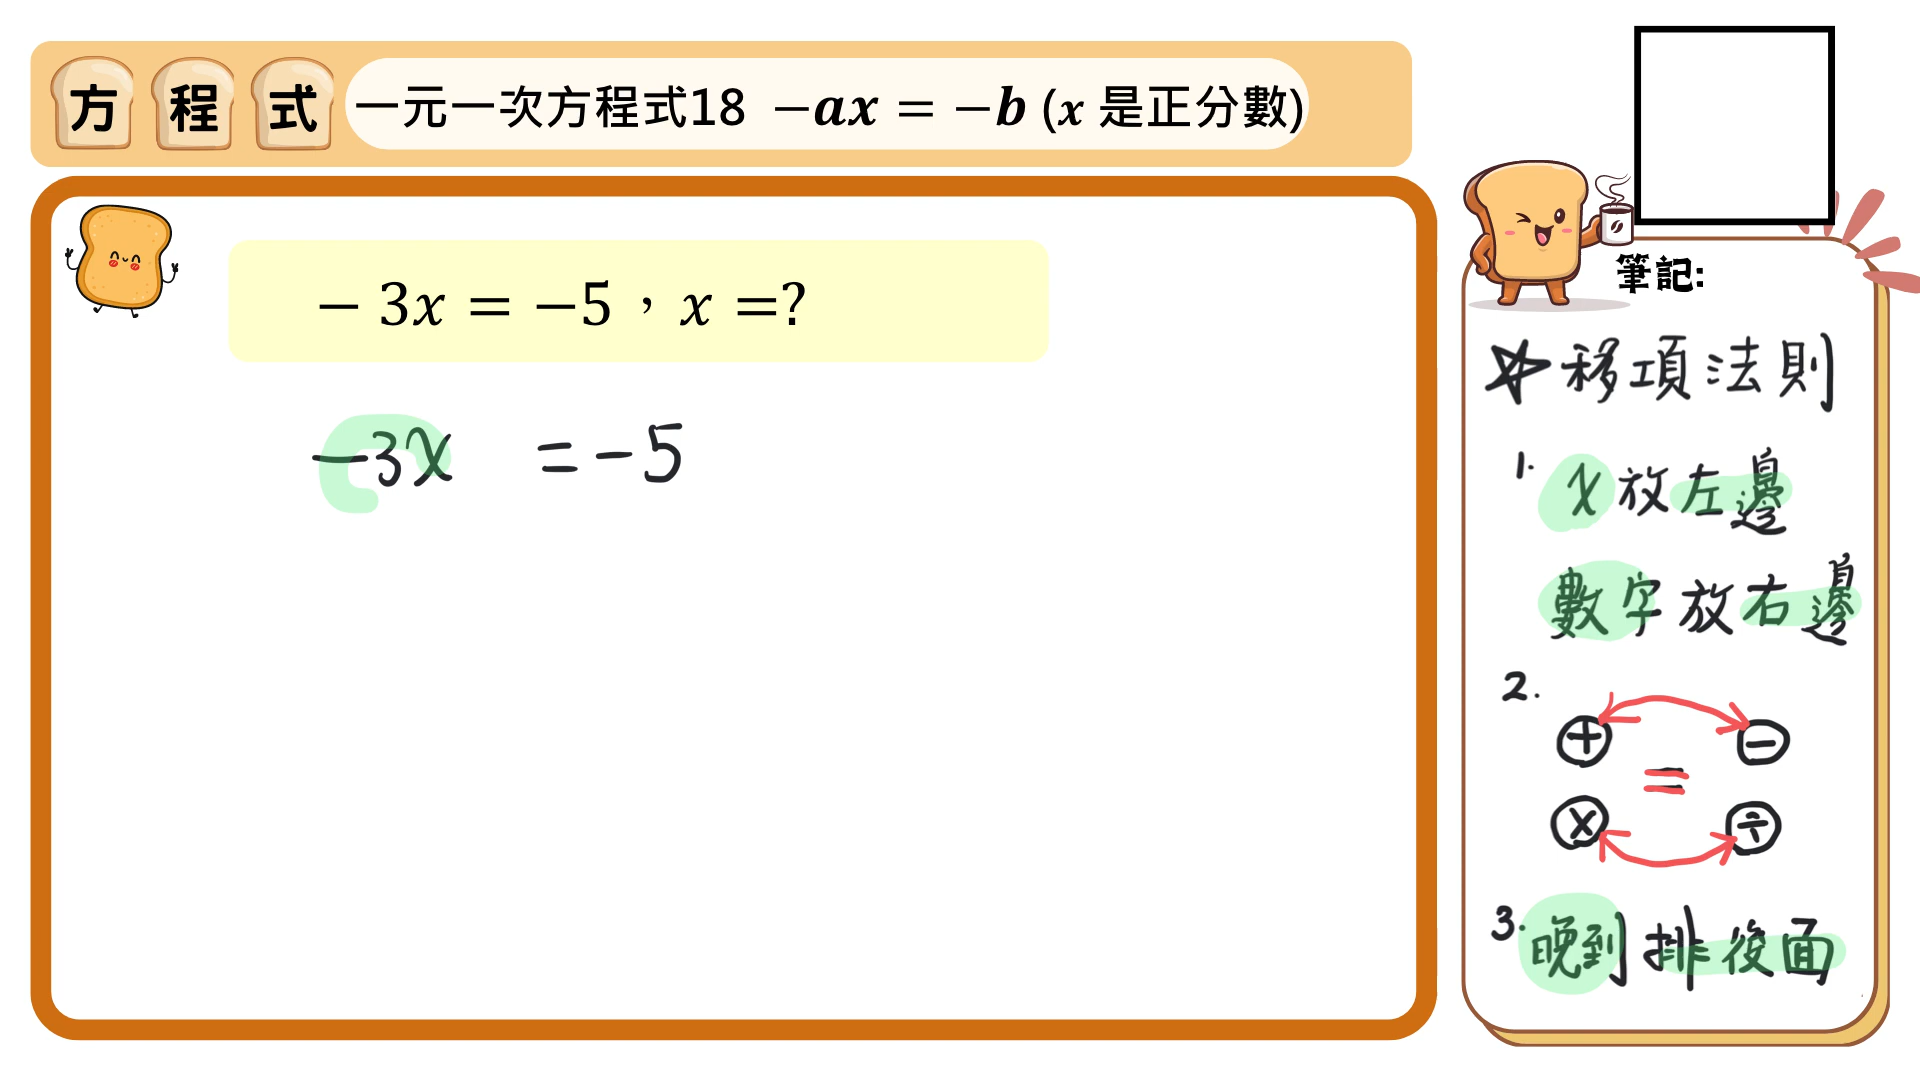 方程式 一元一次方程式18 −ax = −b (x 是正分數)
− 3x = −5，x =?
−3x = −5
筆記:
☆移項法則
1. x放左邊
數字放右邊
2.
+ −
=
× ÷
3. 晚到排後面